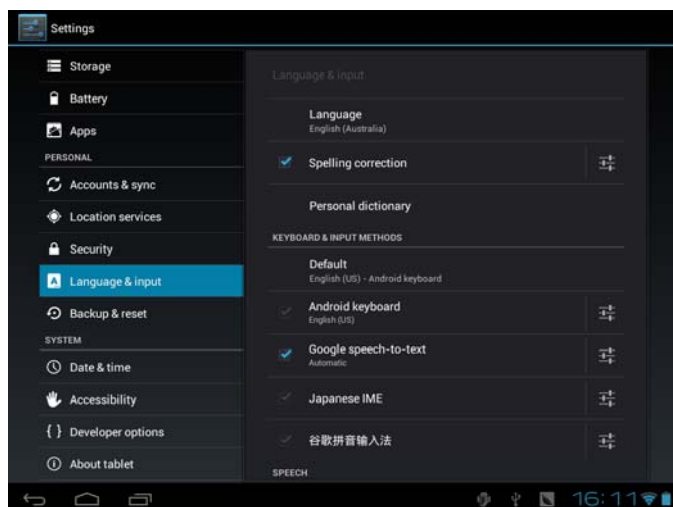 Settings
Storage
Battery
Apps
PERSONAL
Accounts & sync
Location services
Security
Language & input
Backup & reset
SYSTEM
Date & time
Accessibility
{ } Developer options
About tablet
Language & input
Language
English (Australia)
Spelling correction
Personal dictionary
KEYBOARD & INPUT METHODS
Default
English (US) - Android keyboard
Android keyboard
English (US)
Google speech-to-text
Automatic
Japanese IME
谷歌拼音输入法
SPEECH
16:11